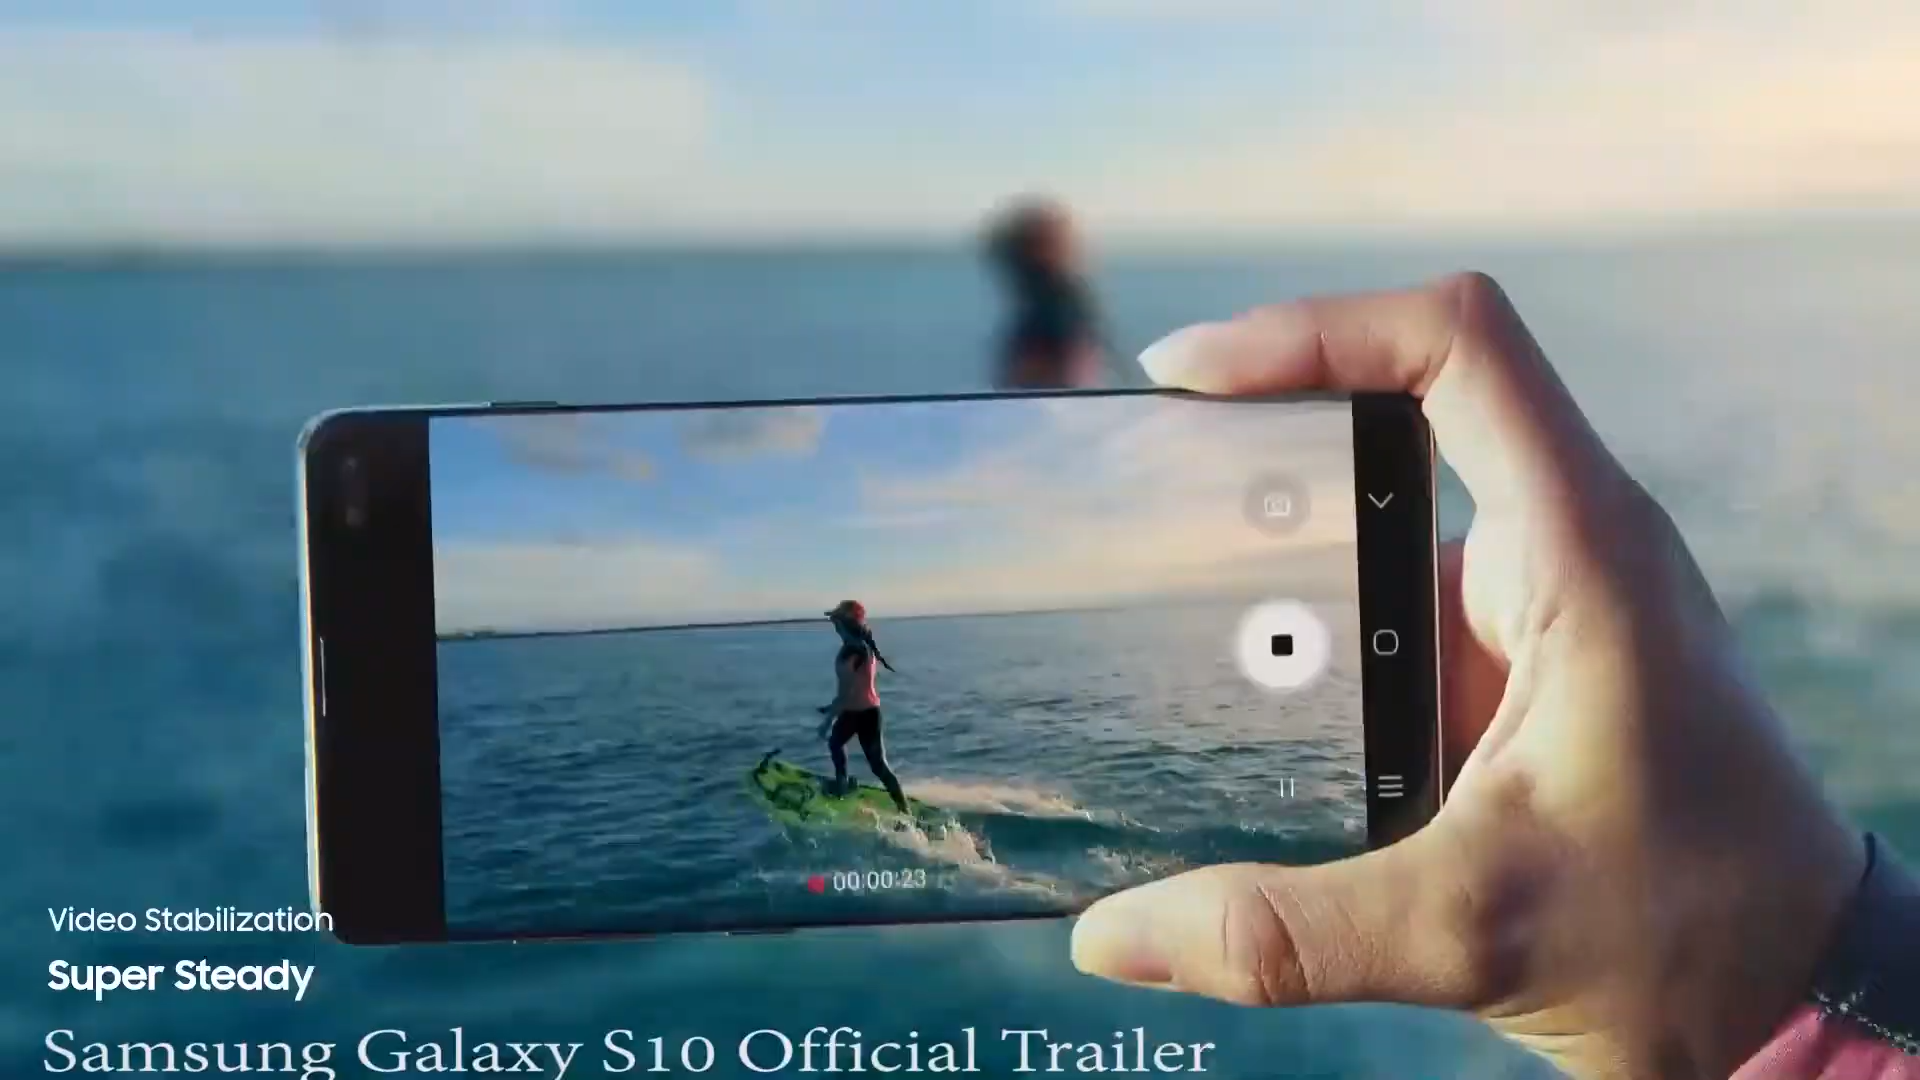 00:00:23
Video Stabilization
Super Steady
Samsung Galaxy S10 Official Trailer